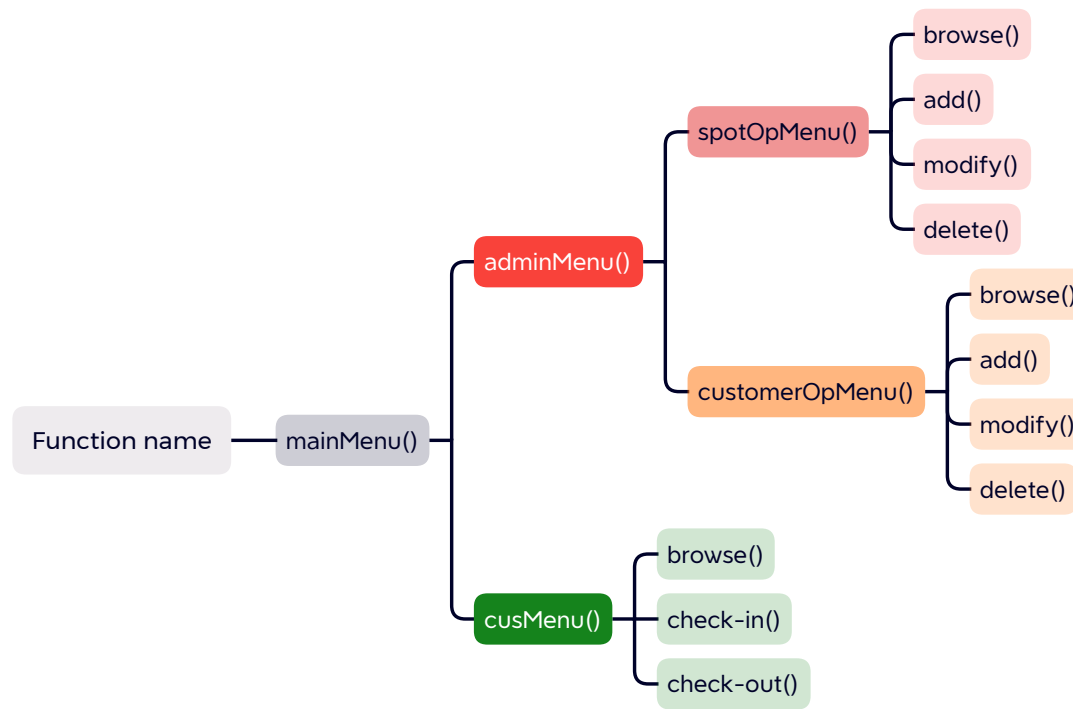 Function name
mainMenu()
adminMenu()
spotOpMenu()
browse()
add()
modify()
delete()
customerOpMenu()
browse()
add()
modify()
delete()
cusMenu()
browse()
check-in()
check-out()